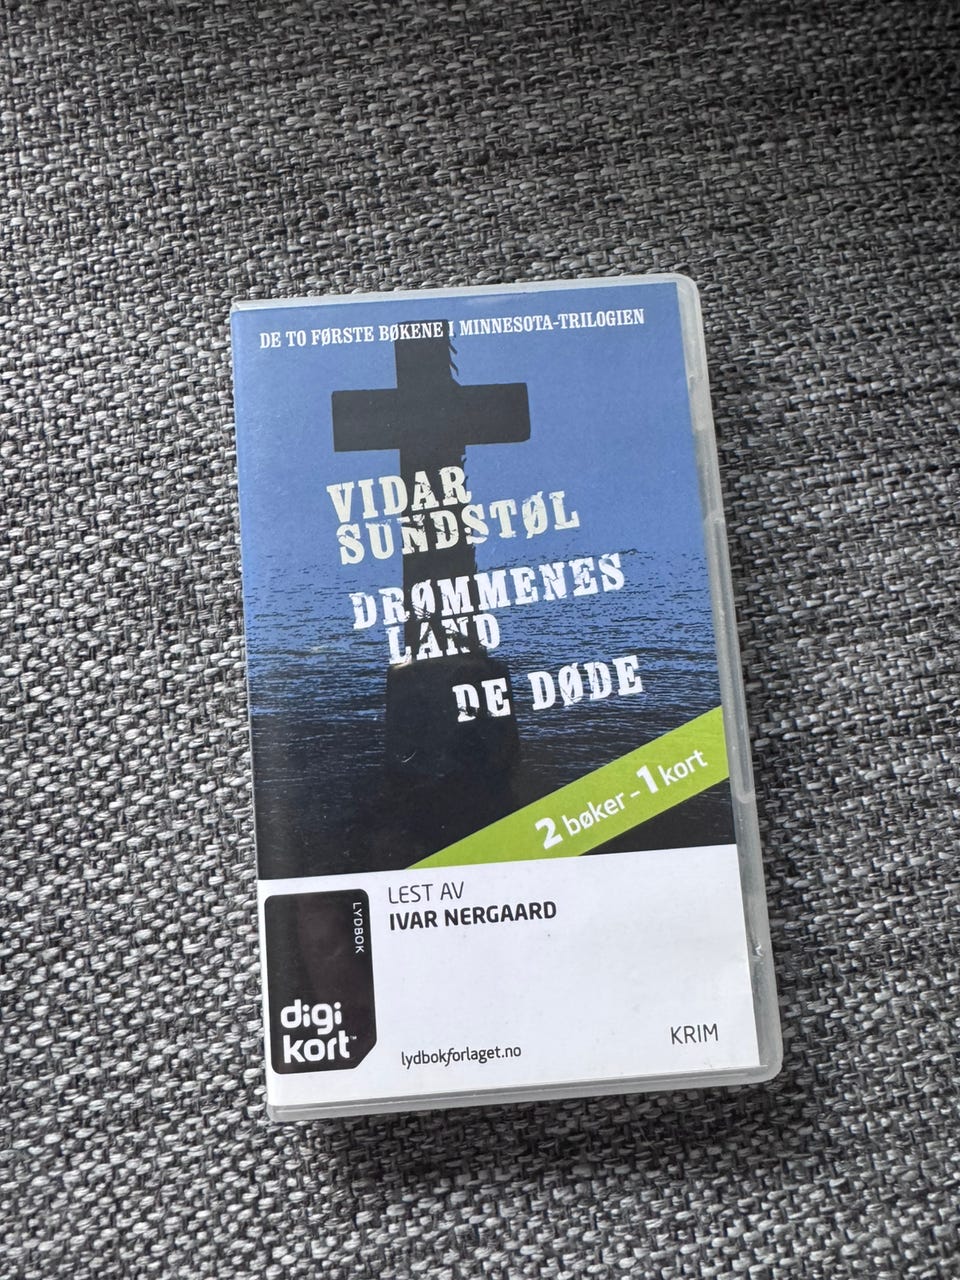 DE TO FØRSTE BØKENE I MINNESOTA-TRILOGIEN
VIDAR
SUNDSTØL
DRØMMENES
LAND
DE DØDE
2 bøker – 1 kort
LEST AV
IVAR NERGAARD
LYDBOK
digi
kort™
lydbokforlaget.no
KRIM